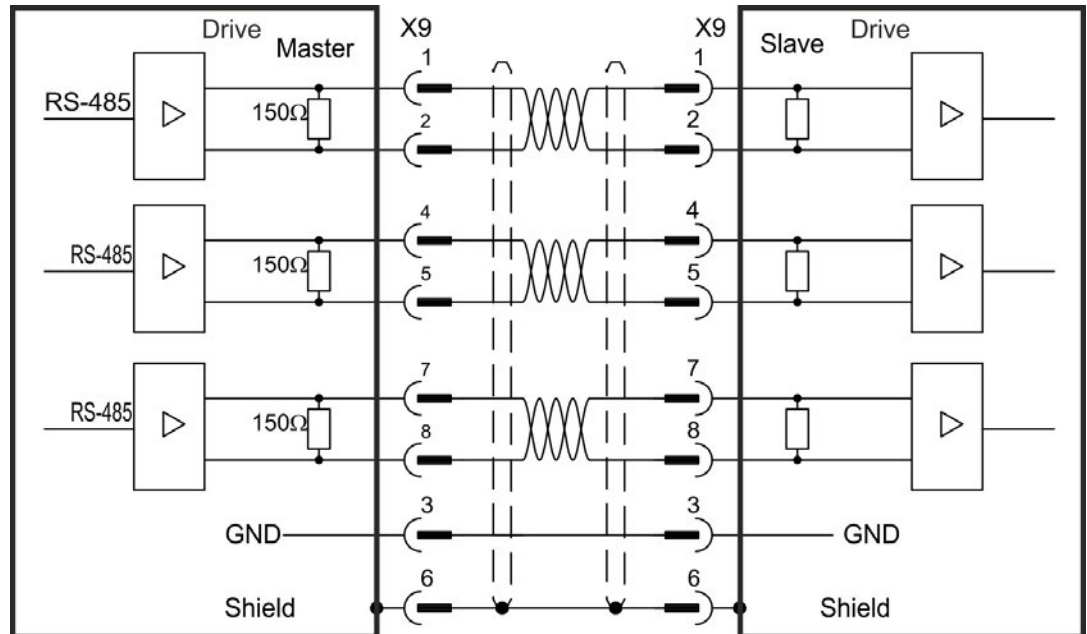 Drive
Master
X9
X9
Slave
Drive
1
1
RS-485
150Ω
2
2
4
4
RS-485
150Ω
5
5
7
7
RS-485
150Ω
8
8
3
3
GND
GND
6
6
Shield
Shield